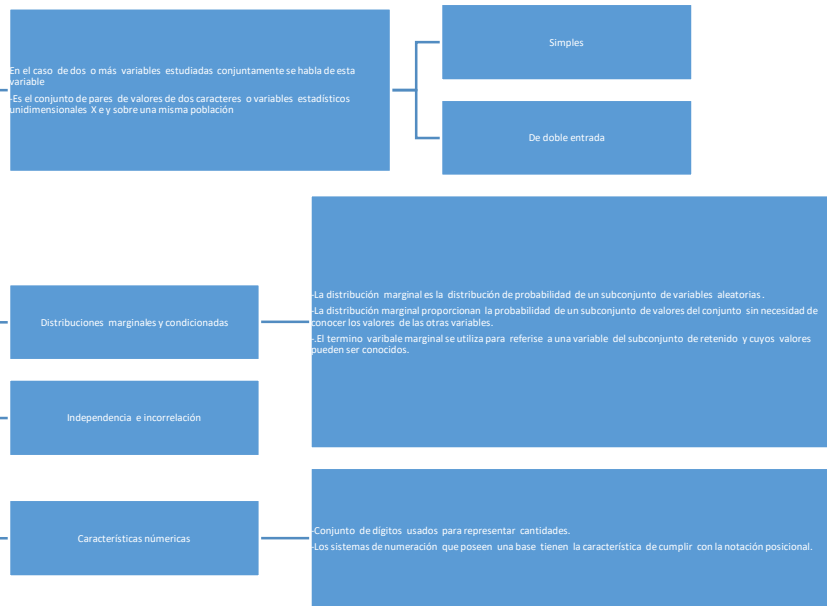 En el caso de dos o más variables estudiadas conjuntamente se habla de esta
variable
-Es el conjunto de pares de valores de dos caracteres o variables estadísticos
unidimensionales X e y sobre una misma población
Simples
De doble entrada
Distribuciones marginales y condicionadas
-La distribución marginal es la distribución de probabilidad de un subconjunto de variables aleatorias.
-La distribución marginal proporcionan la probabilidad de un subconjunto de valores del conjunto sin necesidad de
conocer los valores de las otras variables.
-.El termino varibale marginal se utiliza para referise a una variable del subconjunto de retenido y cuyos valores
pueden ser conocidos.
Independencia e incorrelación
Características númericas
-Conjunto de dígitos usados para representar cantidades.
-Los sistemas de numeración que poseen una base tienen la característica de cumplir con la notación posicional.